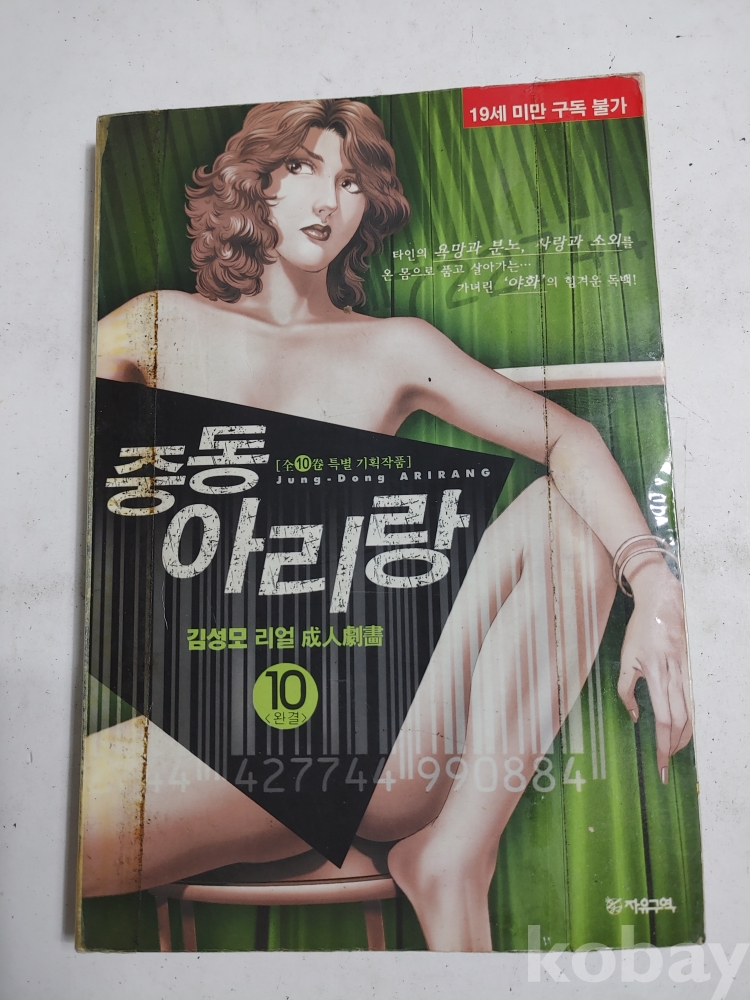 19세 미만 구독 불가
타인의 욕망과 분노, 사랑과 소외를
온 몸으로 품고 살아가는...
가녀린 '야화'의 힘겨운 독백!
[全10卷 특별 기획작품]
Jung-Dong ARIRANG
중동
아리랑
김성모 리얼 成人劇畵
10
<완결>
44 427744 990884
자유구역
kobay